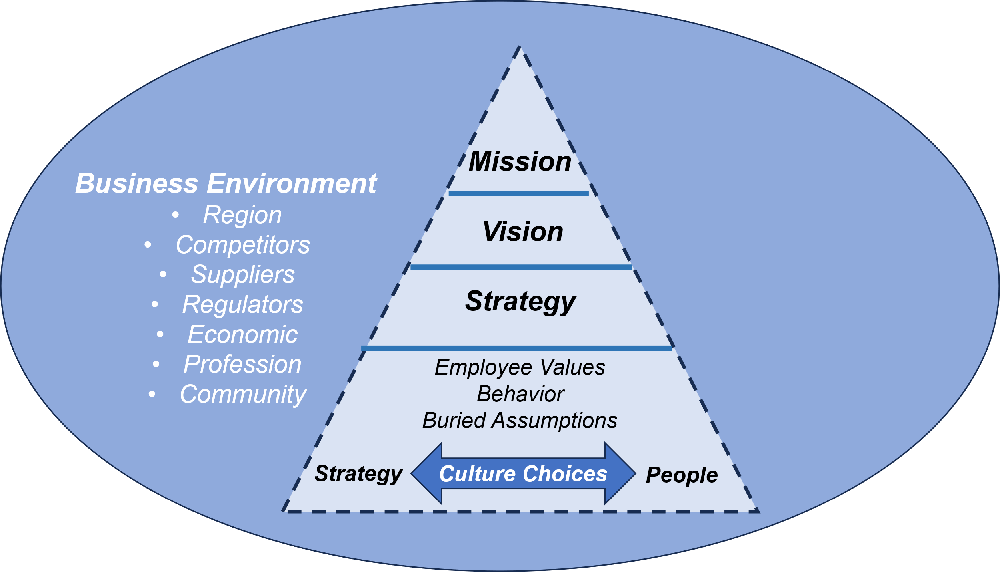 Business Environment
• Region
• Competitors
• Suppliers
• Regulators
• Economic
• Profession
• Community
Mission
Vision
Strategy
Employee Values
Behavior
Buried Assumptions
Strategy
Culture Choices
People